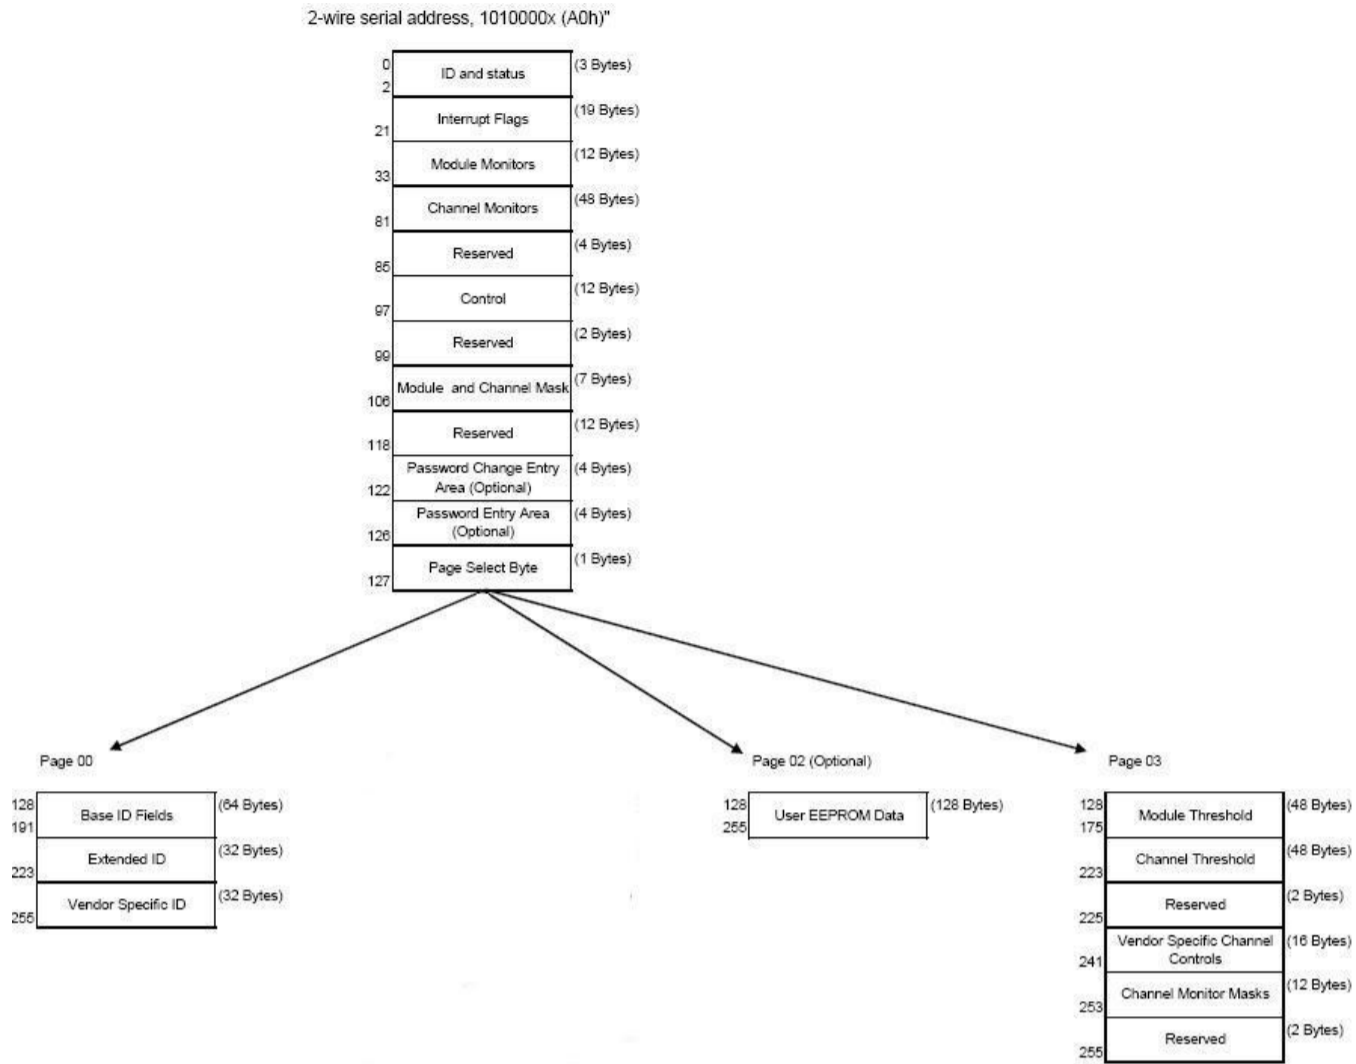 2-wire serial address, 1010000x (A0h)"
0
2
ID and status
(3 Bytes)
21
Interrupt Flags
(19 Bytes)
33
Module Monitors
(12 Bytes)
81
Channel Monitors
(48 Bytes)
85
Reserved
(4 Bytes)
97
Control
(12 Bytes)
99
Reserved
(2 Bytes)
106
Module and Channel Mask
(7 Bytes)
118
Reserved
(12 Bytes)
122
Password Change Entry
Area (Optional)
(4 Bytes)
126
Password Entry Area
(Optional)
(4 Bytes)
127
Page Select Byte
(1 Bytes)
Page 00
128
191
Base ID Fields
(64 Bytes)
223
Extended ID
(32 Bytes)
255
Vendor Specific ID
(32 Bytes)
Page 02 (Optional)
128
255
User EEPROM Data
(128 Bytes)
Page 03
128
175
Module Threshold
(48 Bytes)
223
Channel Threshold
(48 Bytes)
225
Reserved
(2 Bytes)
241
Vendor Specific Channel
Controls
(16 Bytes)
253
Channel Monitor Masks
(12 Bytes)
255
Reserved
(2 Bytes)